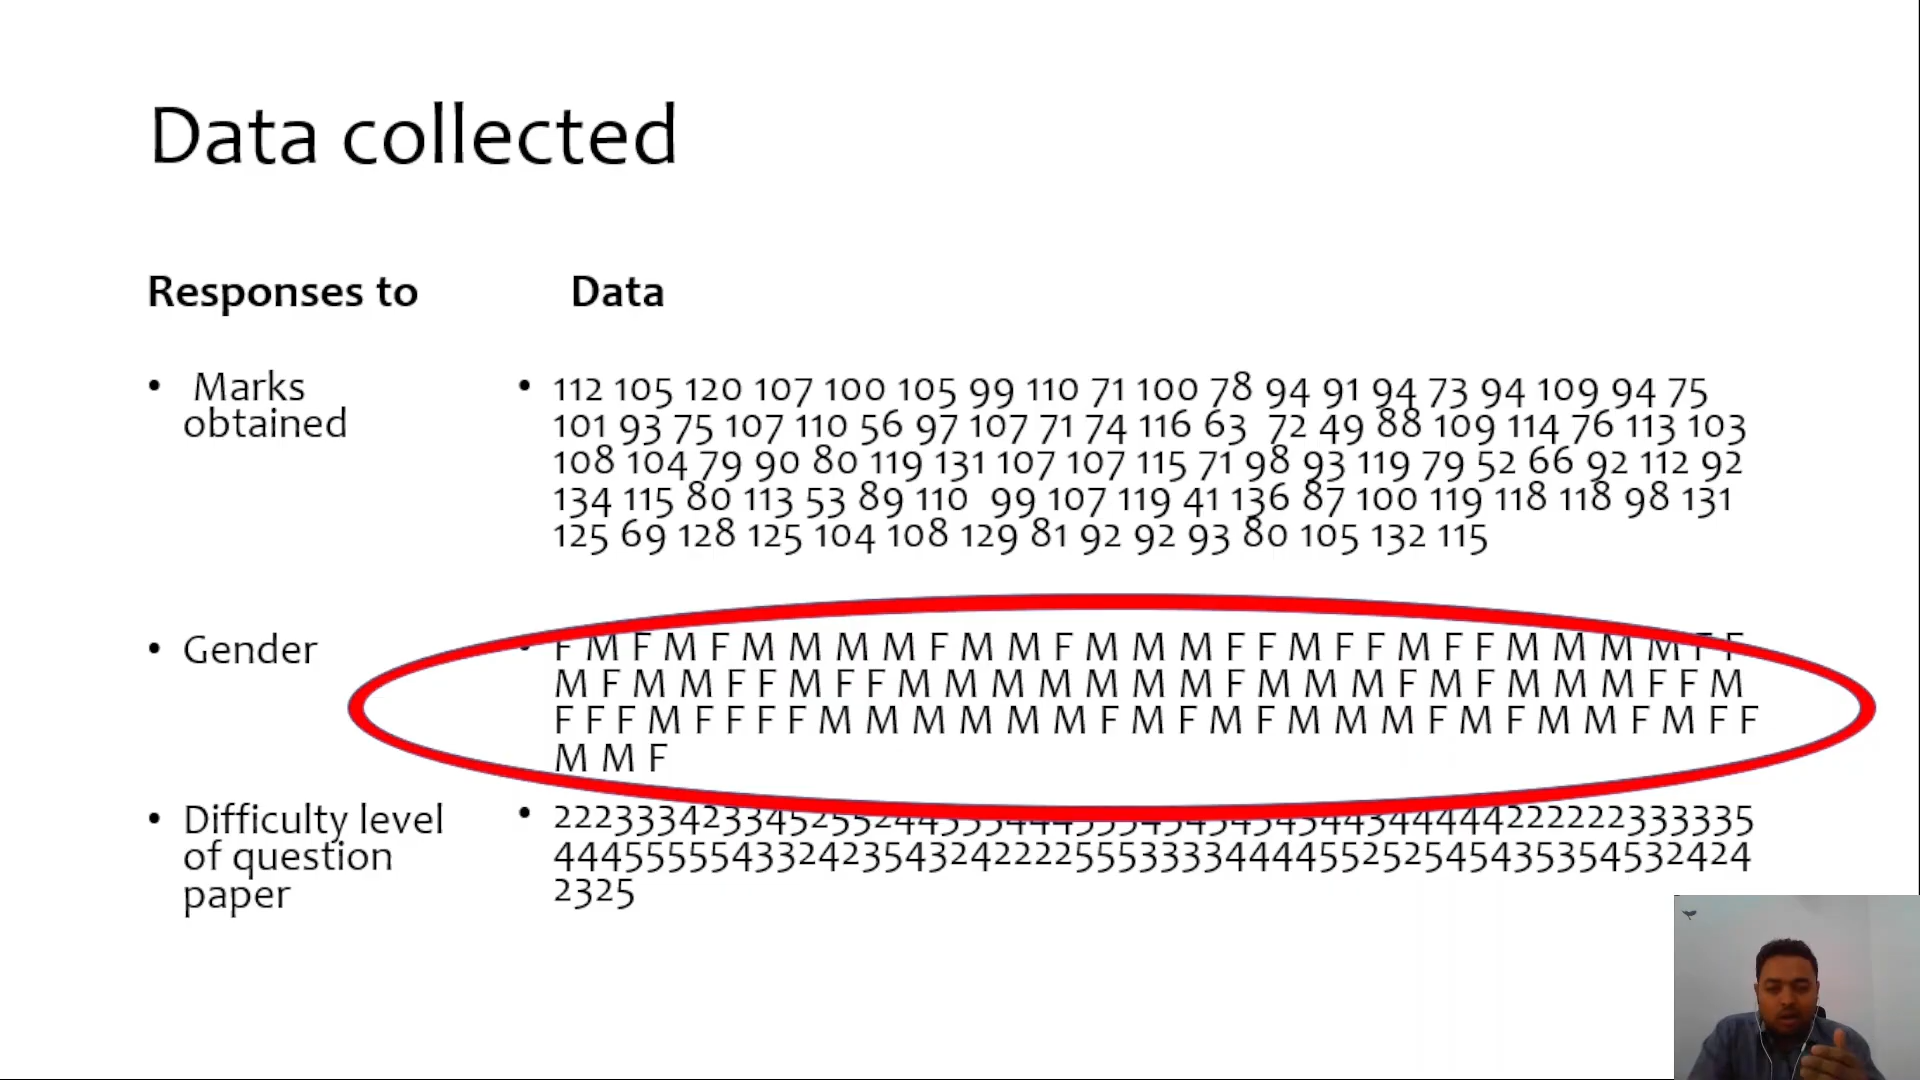 Data collected
Responses to
Data
• Marks
obtained
• 112 105 120 107 100 105 99 110 71 100 78 94 91 94 73 94 109 94 75
101 93 75 107 110 56 97 107 71 74 116 63 72 49 88 109 114 76 113 103
108 104 79 90 80 119 131 107 107 115 71 98 93 119 79 52 66 92 112 92
134 115 80 113 53 89 110 99 107 119 41 136 87 100 119 118 118 98 131
125 69 128 125 104 108 129 81 92 92 93 80 105 132 115
• Gender
• F M F M F M M M M F M M F M M M F F M F F M F F M M M M F F
M F M M F F M F F M M M M M M M F M M M F M F M M M F F M
F F F M F F F F M M M M M M F M F M F M M M F M F M M F M F F
M M F
• Difficulty level
of question
paper
444555554332423543242222555333344445525254543535453 2424
2325